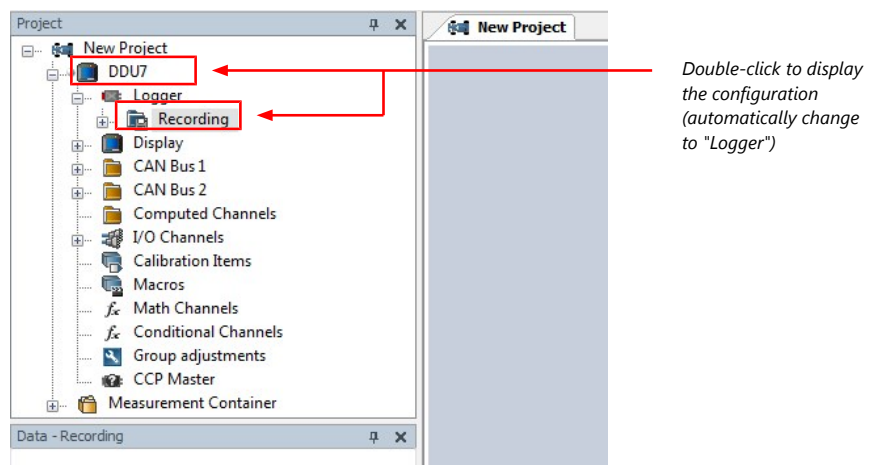 Project
New Project
DDU7
Logger
Recording
Display
CAN Bus 1
CAN Bus 2
Computed Channels
I/O Channels
Calibration Items
Macros
fx Math Channels
fx Conditional Channels
Group adjustments
CCP Master
Measurement Container
Data - Recording
New Project
Double-click to display
the configuration
(automatically change
to "Logger")